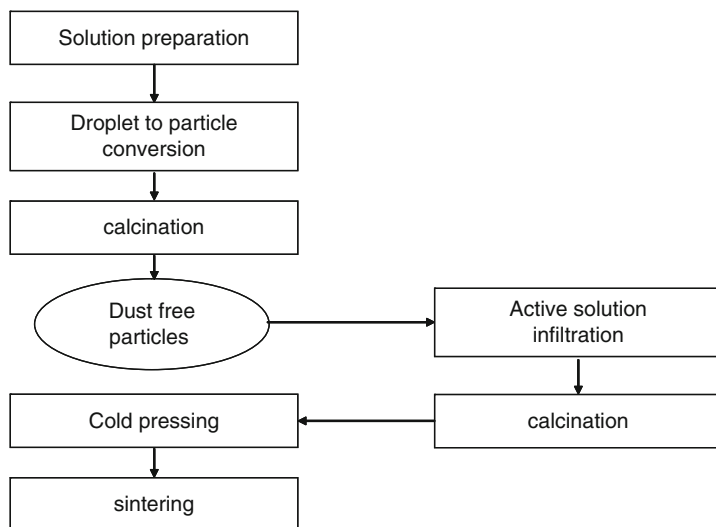 Solution preparation
Droplet to particle
conversion
calcination
Dust free
particles
Active solution
infiltration
calcination
Cold pressing
sintering